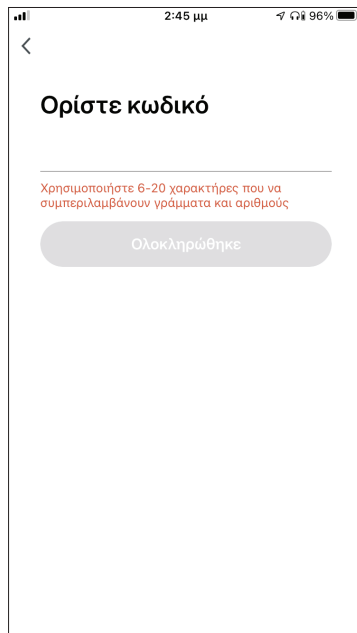 2:45 μμ 96%
Ορίστε κωδικό
Χρησιμοποιήστε 6-20 χαρακτήρες που να
συμπεριλαμβάνουν γράμματα και αριθμούς
Ολοκληρώθηκε